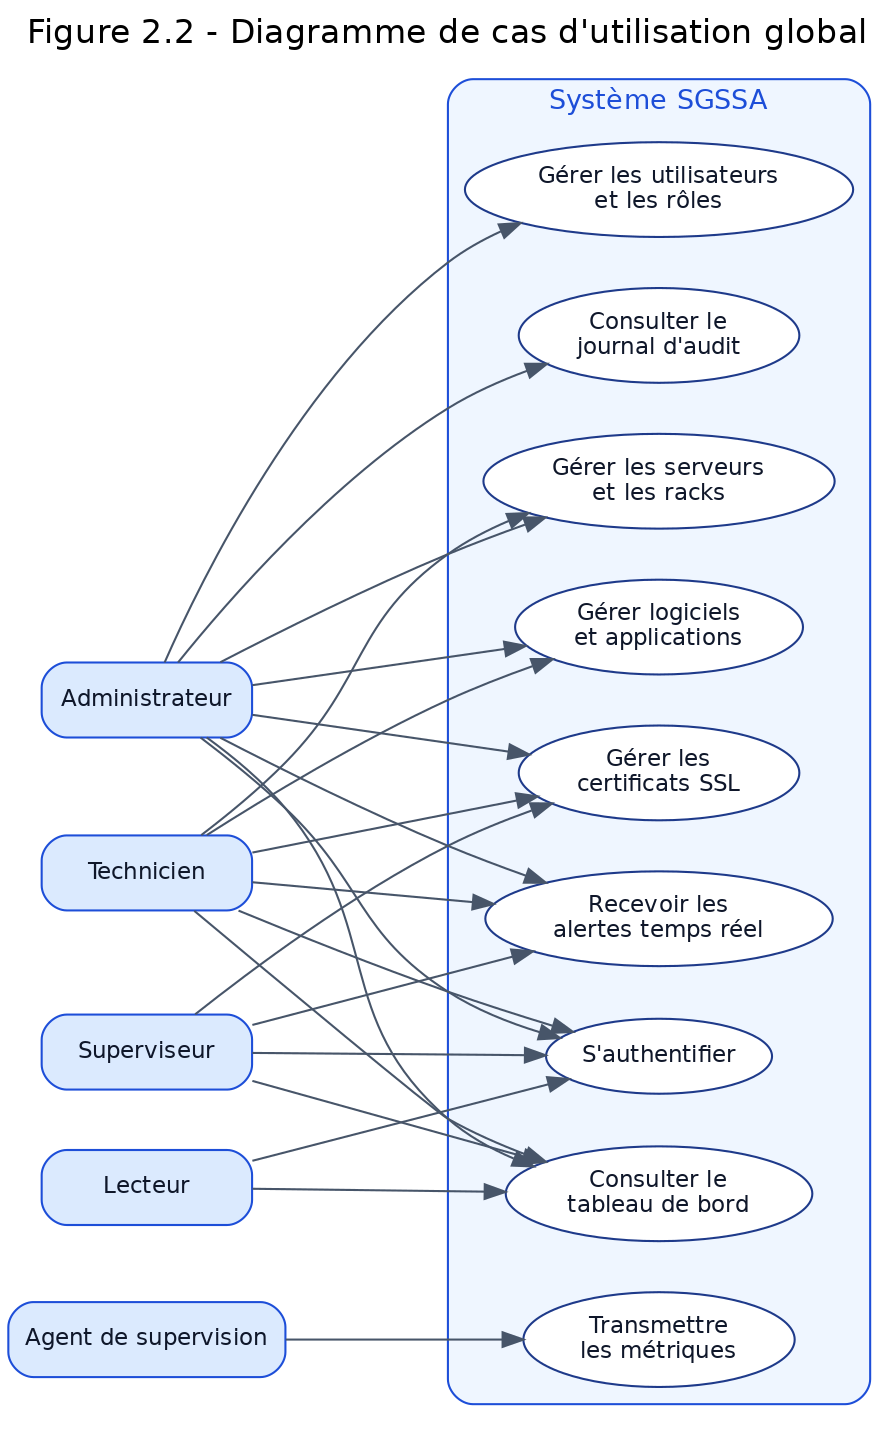 Figure 2.2 - Diagramme de cas d'utilisation global
Système SGSSA
Gérer les utilisateurs
et les rôles
Consulter le
journal d'audit
Gérer les serveurs
et les racks
Gérer logiciels
et applications
Administrateur
Gérer les
certificats SSL
Technicien
Recevoir les
alertes temps réel
Superviseur
S'authentifier
Lecteur
Consulter le
tableau de bord
Agent de supervision
Transmettre
les métriques